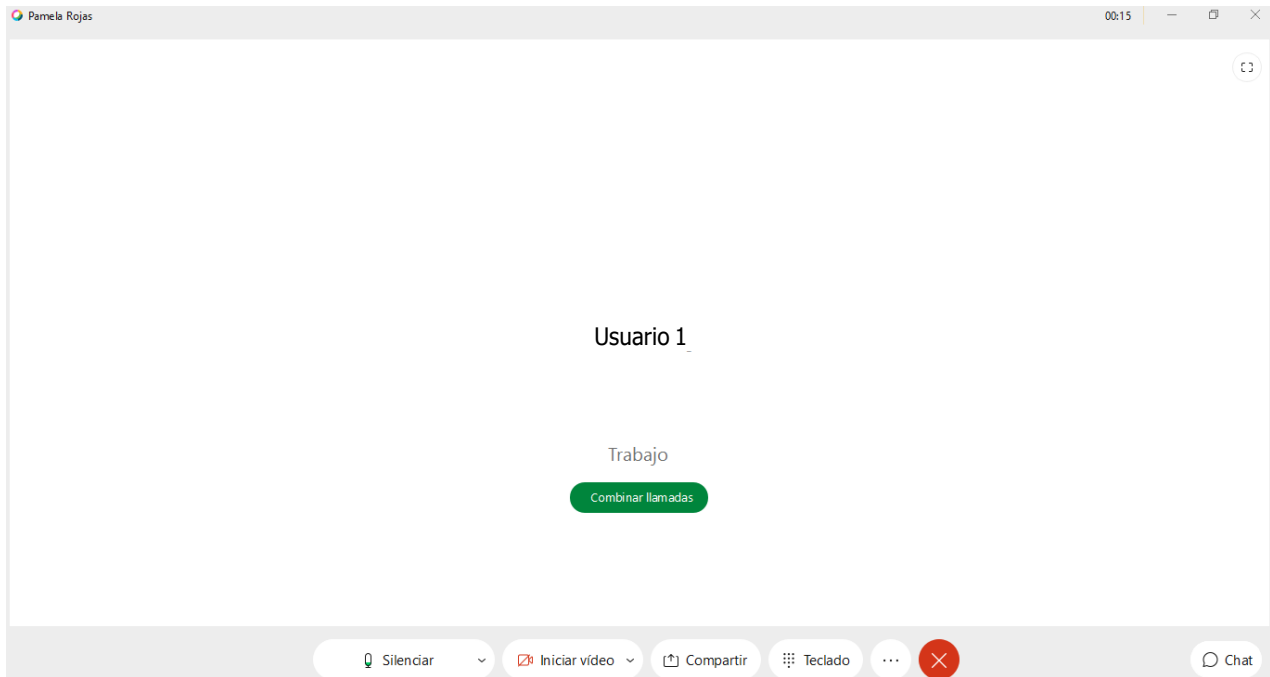 Pamela Rojas 00:15
Usuario 1
Trabajo
Combinar llamadas
Silenciar Iniciar vídeo Compartir Teclado ... Chat